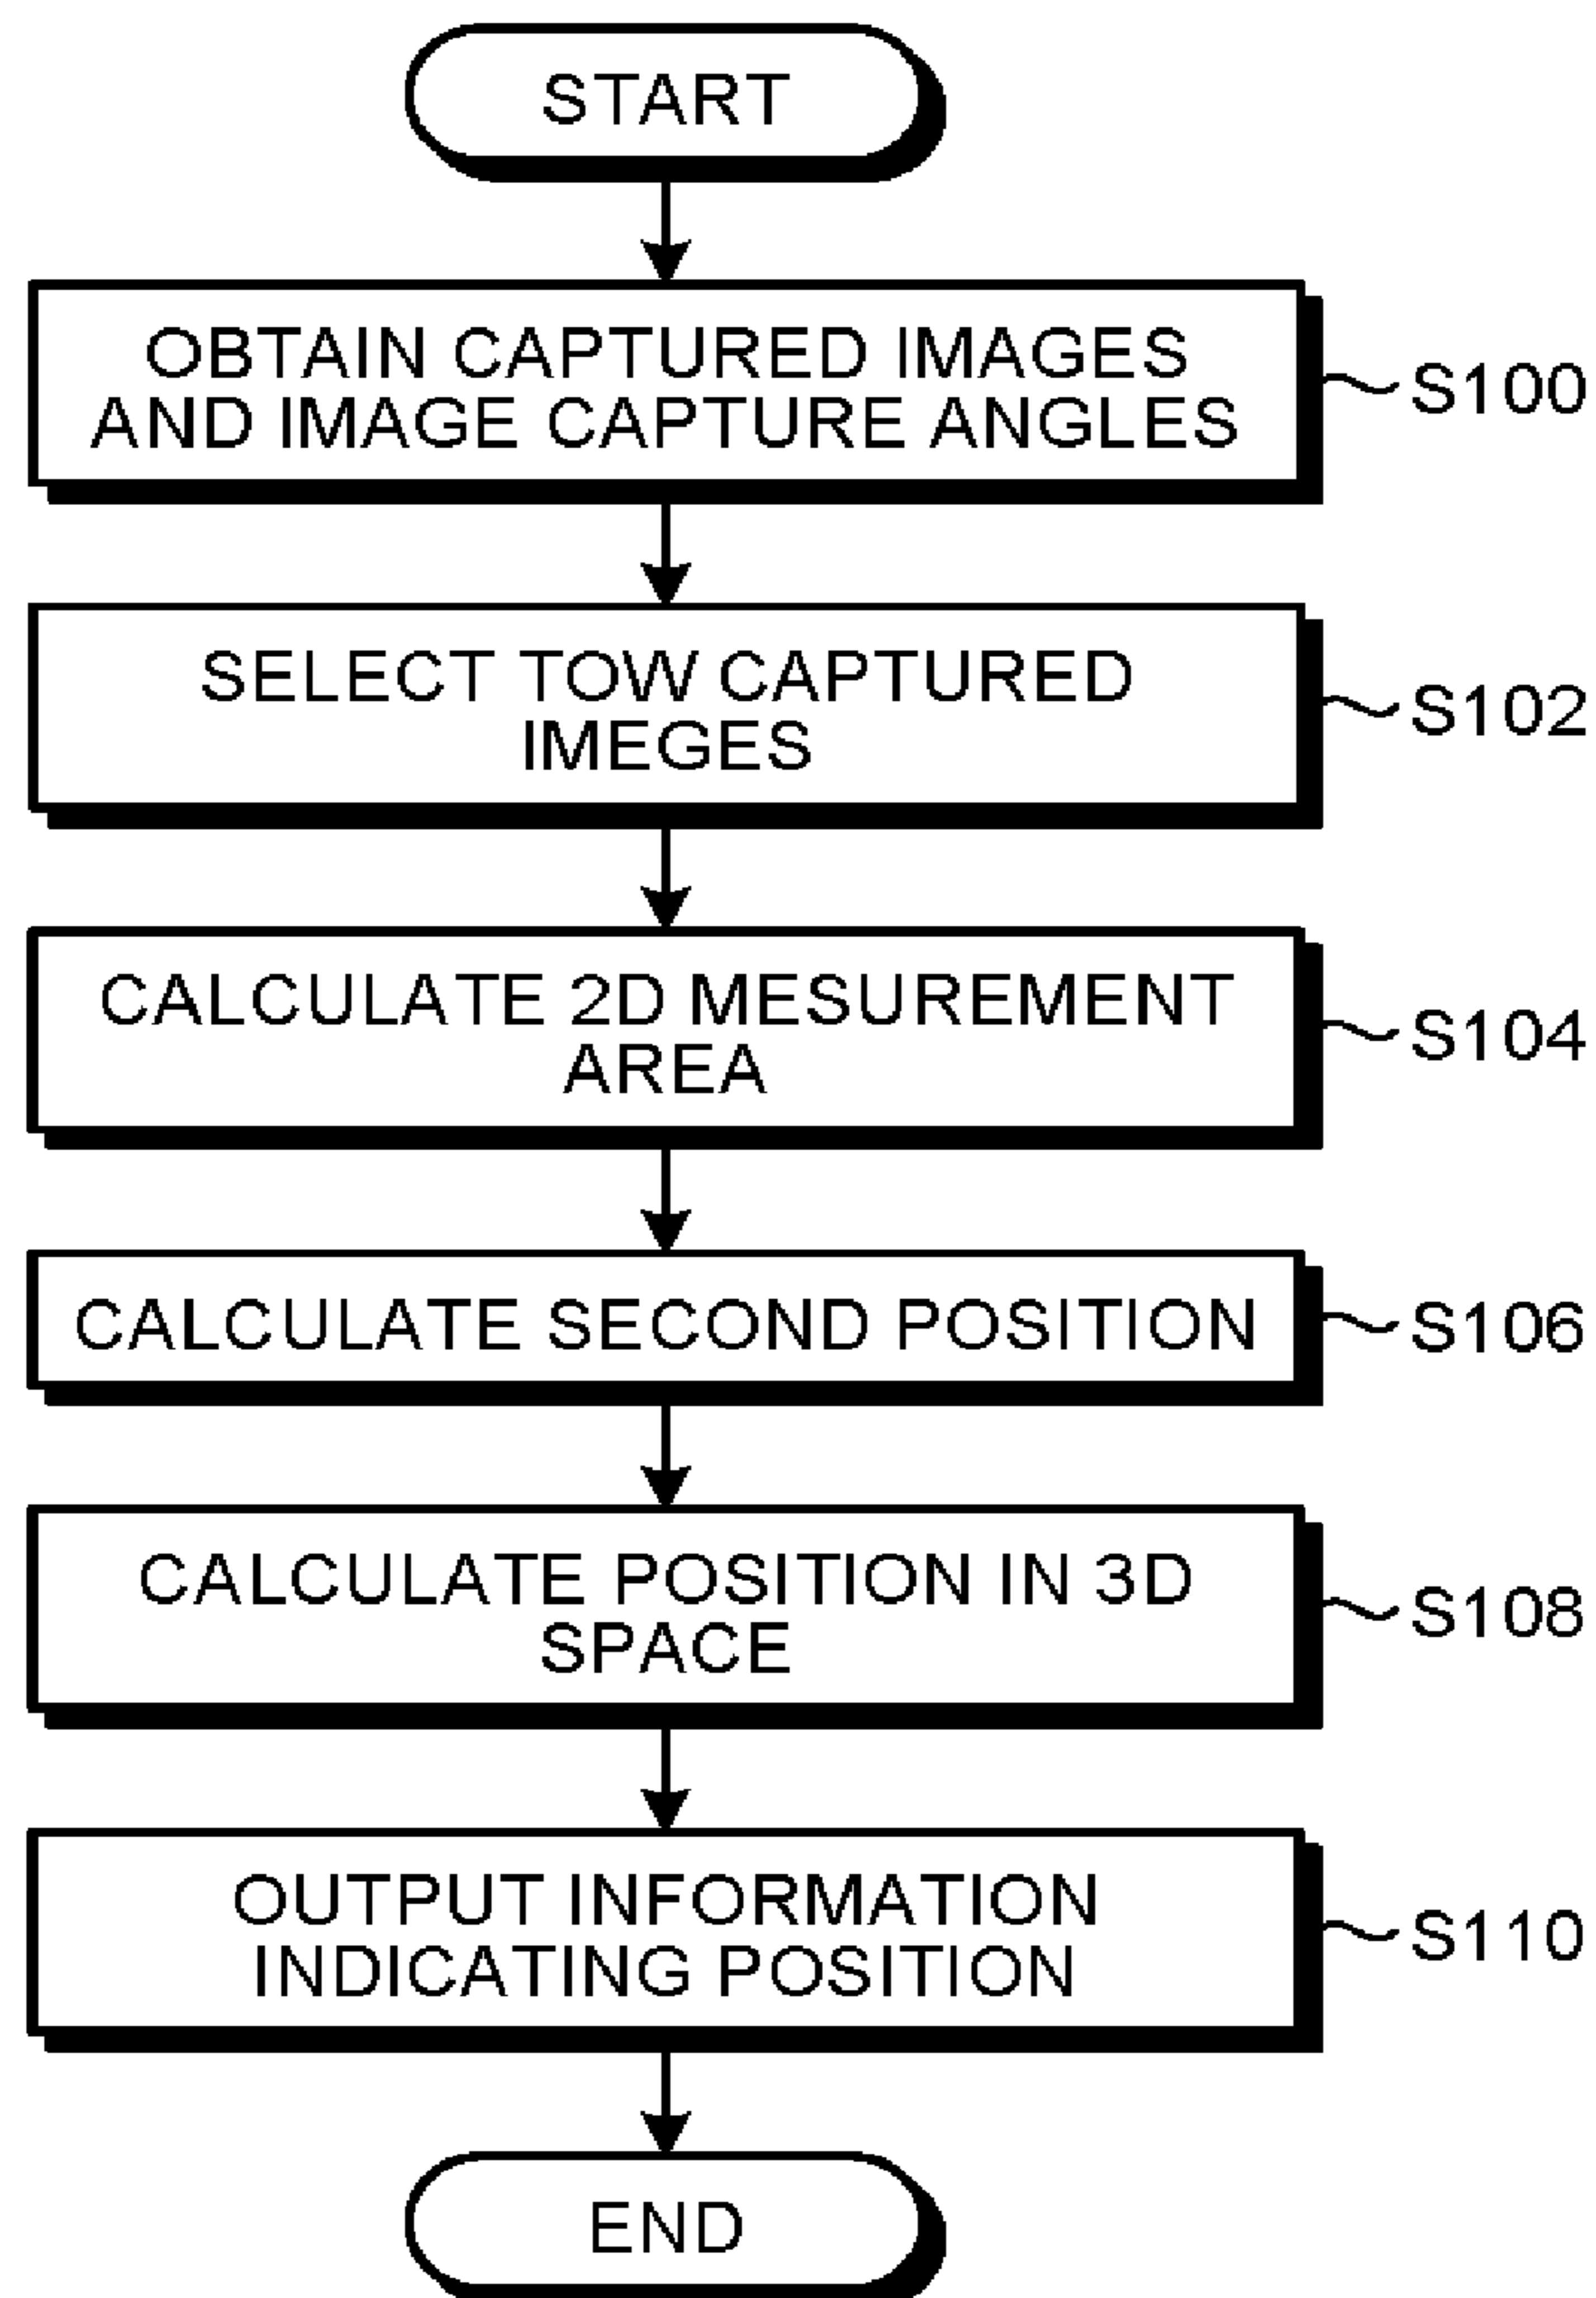 START
OBTAIN CAPTURED IMAGES
AND IMAGE CAPTURE ANGLES
S100
SELECT TOW CAPTURED
IMEGES
S102
CALCULATE 2D MESUREMENT
AREA
S104
CALCULATE SECOND POSITION
S106
CALCULATE POSITION IN 3D
SPACE
S108
OUTPUT INFORMATION
INDICATING POSITION
S110
END